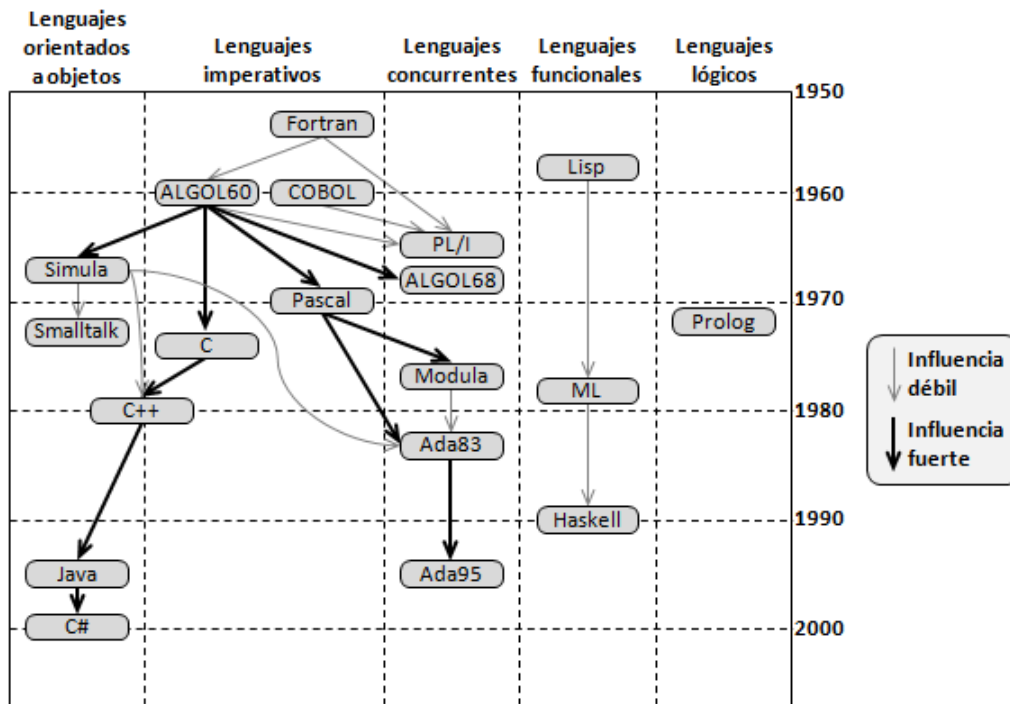 Lenguajes
orientados
a objetos
Lenguajes
imperativos
Lenguajes
concurrentes
Lenguajes
funcionales
Lenguajes
lógicos
1950
Fortran
Lisp
ALGOL60
COBOL
1960
PL/I
Simula
ALGOL68
Pascal
1970
Smalltalk
Prolog
C
Modula
ML
C++
1980
Ada83
Haskell
1990
Java
Ada95
C#
2000
Influencia
débil
Influencia
fuerte